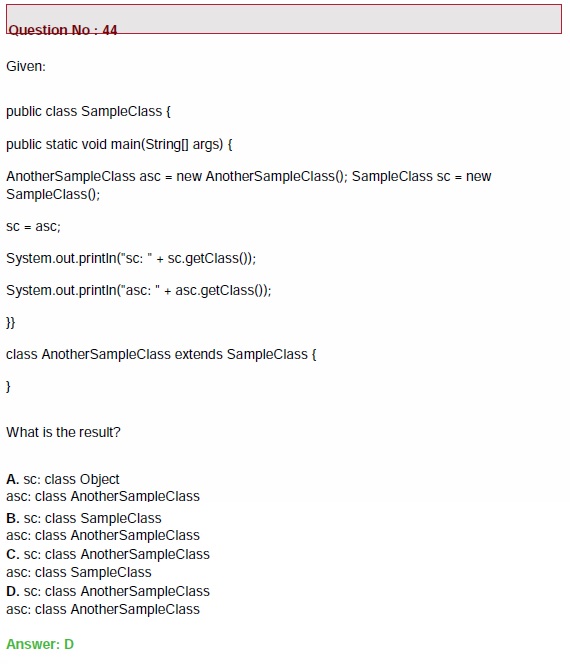 Question No : 44
Given:
public class SampleClass {
public static void main(String[] args) {
AnotherSampleClass asc = new AnotherSampleClass(); SampleClass sc = new
SampleClass();
sc = asc;
System.out.println("sc: " + sc.getClass());
System.out.println("asc: " + asc.getClass());
}}
class AnotherSampleClass extends SampleClass {
}
What is the result?
A. sc: class Object
asc: class AnotherSampleClass
B. sc: class SampleClass
asc: class AnotherSampleClass
C. sc: class AnotherSampleClass
asc: class SampleClass
D. sc: class AnotherSampleClass
asc: class AnotherSampleClass
Answer: D